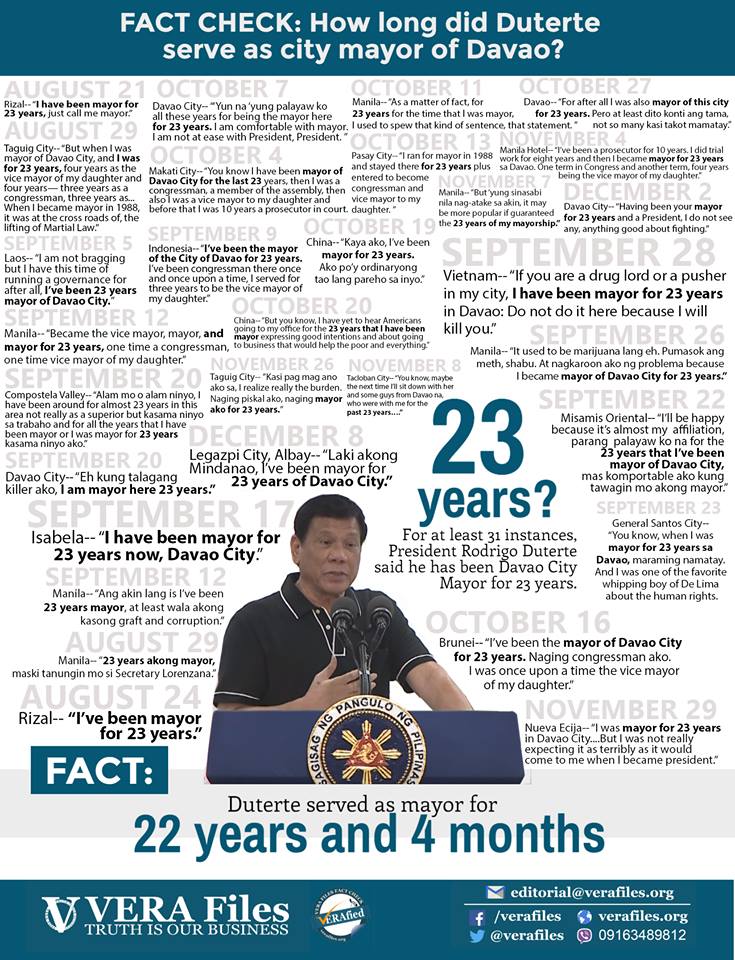 FACT CHECK: How long did Duterte
serve as city mayor of Davao?
AUGUST 21
Rizal-- “I have been mayor for
23 years, just call me mayor.”
AUGUST 29
Taguig City-- “But when I was
mayor of Davao City, and I was
for 23 years, four years as the
vice mayor of my daughter and
four years— three years as a
congressman, three years as...
When I became mayor in 1988,
it was at the cross roads of, the
lifting of Martial Law.”
SEPTEMBER 5
Laos-- “I am not bragging
but I have this time of
running a governance for
after all, I’ve been 23 years
mayor of Davao City.”
SEPTEMBER 12
Manila-- “Became the vice mayor, mayor, and
mayor for 23 years, one time a congressman,
one time vice mayor of my daughter.”
SEPTEMBER 20
Compostela Valley-- “Alam mo o alam ninyo, I
have been around for almost 23 years in this
area not really as a superior but kasama ninyo
sa trabaho and for all the years that I have
been mayor or I was mayor for 23 years
kasama ninyo ako.”
SEPTEMBER 20
Davao City-- “Eh kung talagang
killer ako, I am mayor here 23 years.”
OCTOBER 7
Davao City-- “Yun na ‘yung palayaw ko
all these years for being the mayor here
for 23 years. I am comfortable with mayor.
I am not at ease with President, President. ”
OCTOBER 4
Makati City-- “You know I have been mayor of
Davao City for the last 23 years, then I was a
congressman, a member of the assembly, then
also I was a vice mayor to my daughter and
before that I was 10 years a prosecutor in court.
SEPTEMBER 9
Indonesia-- “I’ve been the mayor
of the City of Davao for 23 years.
I’ve been congressman there once
and once upon a time, I served for
three years to be the vice mayor of
my daughter.”
OCTOBER 11
Manila-- “As a matter of fact, for
23 years for the time that I was mayor,
I used to spew that kind of sentence, that statement. ”
OCTOBER 13
Pasay City-- “I ran for mayor in 1988
and stayed there for 23 years plus
entered to become
congressman and
vice mayor to my
daughter. ”
OCTOBER 19
China-- “Kaya ako, I’ve been
mayor for 23 years.
Ako po’y ordinaryong
tao lang pareho sa inyo.”
OCTOBER 20
China-- “But you know, I have yet to hear Americans
going to my office for the 23 years that I have been
mayor expressing good intentions and about going
to business that would help the poor and everything.”
OCTOBER 27
Davao-- “For after all I was also mayor of this city
for 23 years. Pero at least dito konti ang tama,
not so many kasi takot mamatay.”
NOVEMBER 4
Manila Hotel-- “I’ve been a prosecutor for 10 years. I did trial
work for eight years and then I became mayor for 23 years
sa Davao. One term in Congress and another term, four years
being the vice mayor of my daughter.”
NOVEMBER 7
Manila-- “But ‘yung sinasabi
nila nag-atake sa akin, it may
be more popular if guaranteed
the 23 years of my mayorship.”
DECEMBER 2
Davao City-- “Having been your mayor
for 23 years and a President, I do not see
any, anything good about fighting.”
SEPTEMBER 28
Vietnam-- “If you are a drug lord or a pusher
in my city, I have been mayor for 23 years
in Davao: Do not do it here because I will
kill you.”
SEPTEMBER 26
Manila-- “It used to be marijuana lang eh. Pumasok ang
meth, shabu. At nagkaroon ako ng problema because
I became mayor of Davao City for 23 years.”
NOVEMBER 26
Taguig City-- “Kasi pag mag ano
ako sa, I realize really the burden.
Naging piskal ako, naging mayor
ako for 23 years.”
NOVEMBER 8
Tacloban City-- “You know, maybe
the next time I’ll sit down with her
and some guys from Davao na,
who were with me for the
past 23 years....”
DECEMBER 8
Legazpi City, Albay-- “Laki akong
Mindanao, I’ve been mayor for
23 years of Davao City.”
SEPTEMBER 22
Misamis Oriental-- “I’ll be happy
because it’s almost my affiliation,
parang palayaw ko na for the
23 years that I’ve been
mayor of Davao City,
mas komportable ako kung
tawagin mo akong mayor.”
23
years?
For at least 31 instances,
President Rodrigo Duterte
said he has been Davao City
Mayor for 23 years.
SEPTEMBER 23
General Santos City--
“You know, when I was
mayor for 23 years sa
Davao, maraming namatay.
And I was one of the favorite
whipping boy of De Lima
about the human rights.
SEPTEMBER 17
Isabela-- “I have been mayor for
23 years now, Davao City.”
SEPTEMBER 12
Manila-- “Ang akin lang is I’ve been
23 years mayor, at least wala akong
kasong graft and corruption.”
AUGUST 29
Manila-- “23 years akong mayor,
maski tanungin mo si Secretary Lorenzana.”
AUGUST 24
Rizal-- “I’ve been mayor
for 23 years.”
OCTOBER 16
Brunei-- “I’ve been the mayor of Davao City
for 23 years. Naging congressman ako.
I was once upon a time the vice mayor
of my daughter.”
NOVEMBER 29
Nueva Ecija-- “I was mayor for 23 years
in Davao City....But I was not really
expecting it as terribly as it would
come to me when I became president.”
SAGISAG NG PANGULO NG PILIPINAS
FACT:
Duterte served as mayor for
22 years and 4 months
VERA Files
TRUTH IS OUR BUSINESS
VERA FILES FACT CHECK
VERAfied
verafiles.org
editorial@verafiles.org
/verafiles
verafiles.org
@verafiles
09163489812